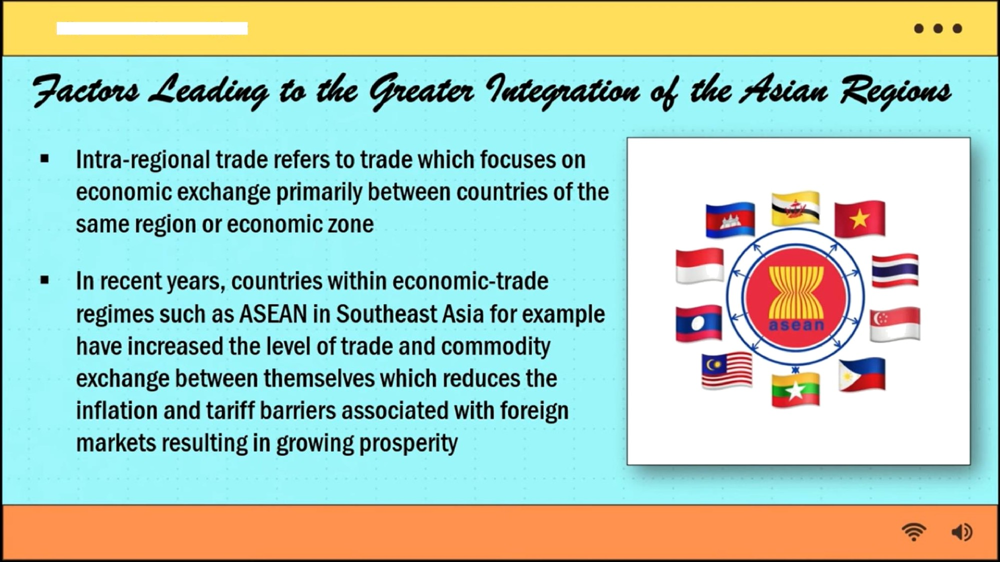 Factors Leading to the Greater Integration of the Asian Regions
▪ Intra-regional trade refers to trade which focuses on
economic exchange primarily between countries of the
same region or economic zone
▪ In recent years, countries within economic-trade
regimes such as ASEAN in Southeast Asia for example
have increased the level of trade and commodity
exchange between themselves which reduces the
inflation and tariff barriers associated with foreign
markets resulting in growing prosperity
asean